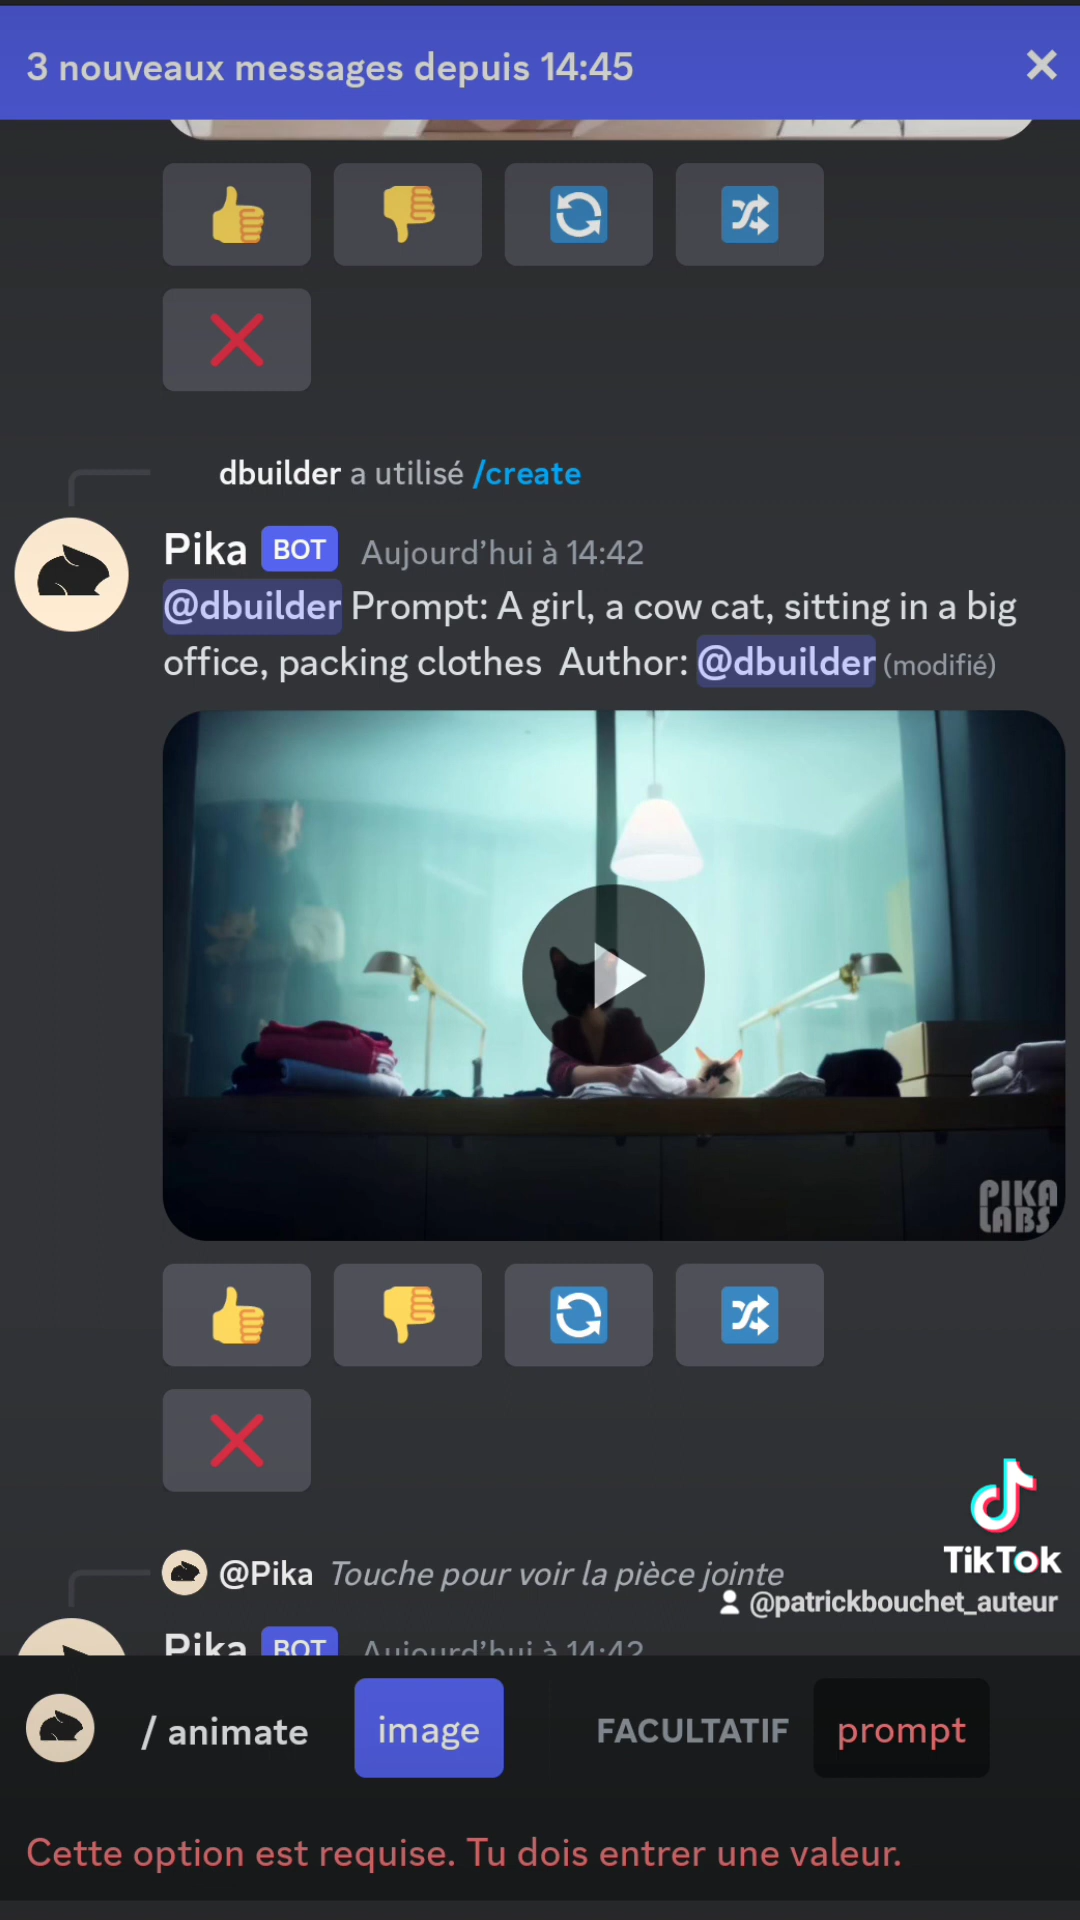 3 nouveaux messages depuis 14:45
dbuilder a utilisé /create
Pika BOT Aujourd’hui à 14:42
@dbuilder Prompt: A girl, a cow cat, sitting in a big
office, packing clothes Author: @dbuilder (modifié)
PIKA
LABS
TikTok
@Pika Touche pour voir la pièce jointe
@patrickbouchet_auteur
Pika BOT Aujourd’hui à 14:42
/ animate image FACULTATIF prompt
Cette option est requise. Tu dois entrer une valeur.